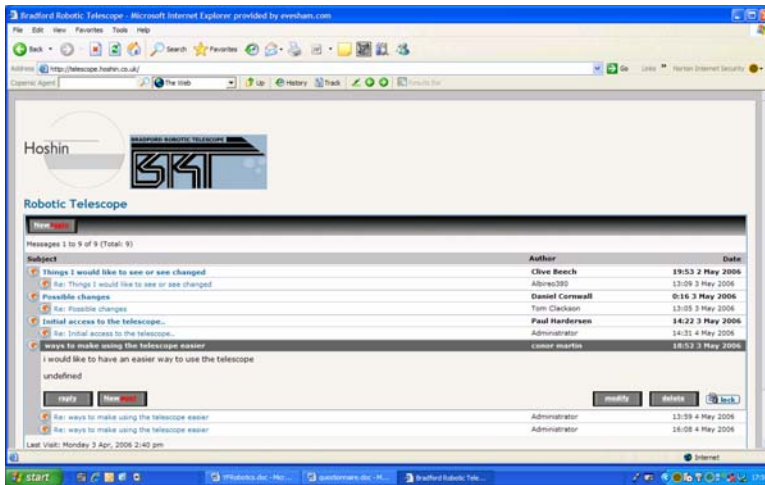 Bradford Robotic Telescope - Microsoft Internet Explorer provided by evesham.com
File Edit View Favorites Tools Help
Back Search Favorites
Address http://telescope.hoshin.co.uk/ Go Links Norton Internet Security
Copernic Agent The Web Up History Track
Hoshin
BRADFORD ROBOTIC TELESCOPE
BRT
Robotic Telescope
New
Messages 1 to 9 of 9 (Total: 9)
Subject Author Date
Things I would like to see or see changed Clive Beech 19:53 2 May 2006
Re: Things I would like to see or see changed Albireo380 13:09 3 May 2006
Possible changes Daniel Cornwall 0:16 3 May 2006
Re: Possible changes Tom Clackson 13:05 3 May 2006
Initial access to the telescope.. Paul Hardersen 14:22 3 May 2006
Re: Initial access to the telescope.. Administrator 14:31 4 May 2006
ways to make using the telescope easier conor martin 18:52 3 May 2006
i would like to have an easier way to use the telescope
undefined
reply New post modify delete lock
Re: ways to make using the telescope easier Administrator 13:59 4 May 2006
Re: ways to make using the telescope easier Administrator 16:08 4 May 2006
Last Visit: Monday 3 Apr, 2006 2:40 pm
Internet
start YPRobotics.doc - Mic... questionnaire.doc - M... Bradford Robotic Tele...